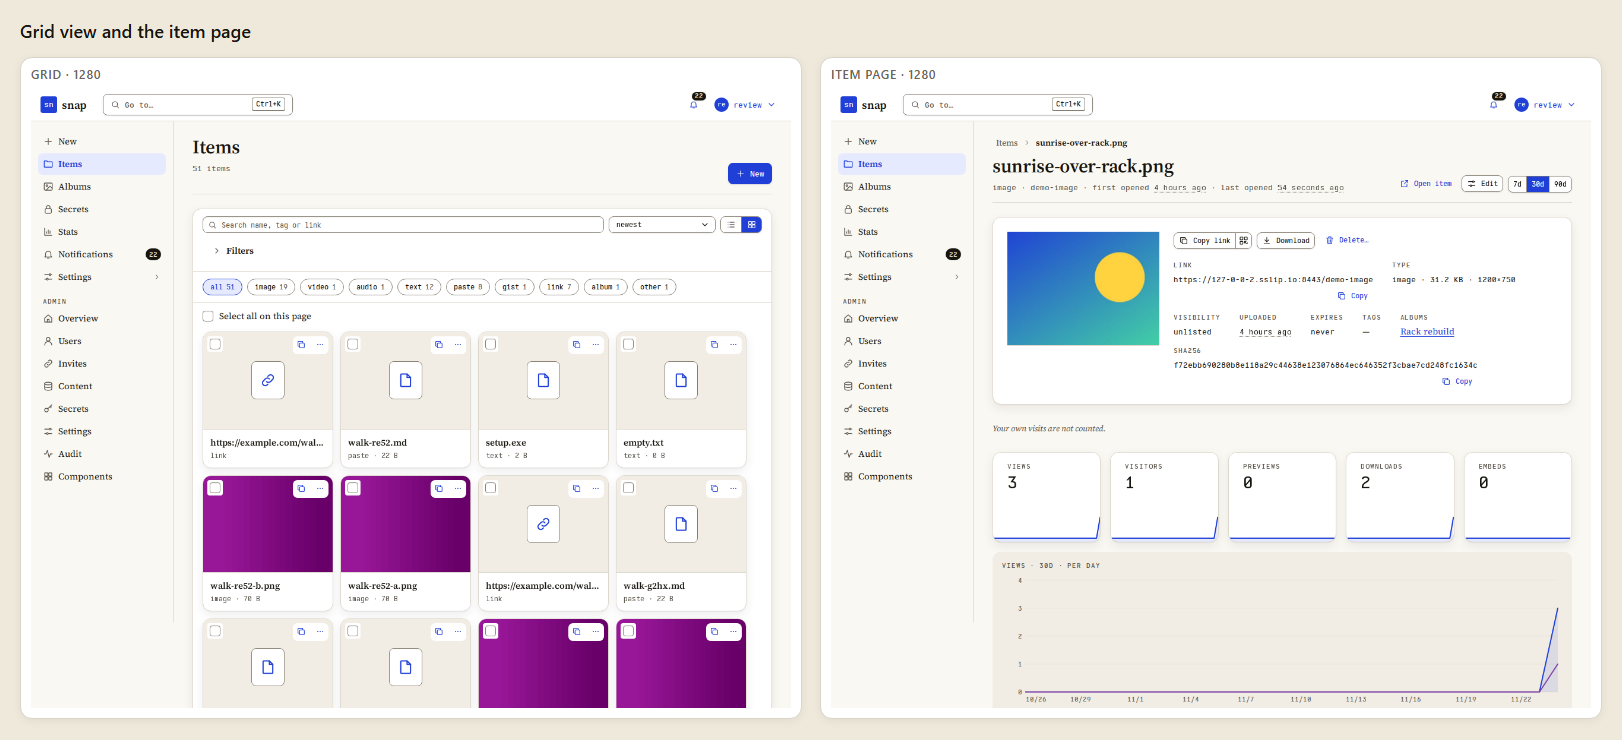 Grid view and the item page
GRID · 1280
sn snap
Go to…
Ctrl+K
22
re review
New
Items
Albums
Secrets
Stats
Notifications 22
Settings
ADMIN
Overview
Users
Invites
Content
Secrets
Settings
Audit
Components
Items
51 items
New
Search name, tag or link
newest
Filters
all 51
image 19
video 1
audio 1
text 12
paste 8
gist 1
link 7
album 1
other 1
Select all on this page
https://example.com/wal…
link
walk-re52.md
paste · 22 B
setup.exe
text · 2 B
empty.txt
text · 0 B
walk-re52-b.png
image · 70 B
walk-re52-a.png
image · 70 B
https://example.com/wal…
link
walk-g2hx.md
paste · 22 B
ITEM PAGE · 1280
sn snap
Go to…
Ctrl+K
22
re review
New
Items
Albums
Secrets
Stats
Notifications 22
Settings
ADMIN
Overview
Users
Invites
Content
Secrets
Settings
Audit
Components
Items › sunrise-over-rack.png
sunrise-over-rack.png
image · demo-image · first opened 4 hours ago · last opened 54 seconds ago
Open item
Edit
7d 30d 90d
Copy link
Download
Delete…
LINK
https://127-0-0-2.sslip.io:8443/demo-image
Copy
TYPE
image · 31.2 KB · 1200×750
VISIBILITY
unlisted
UPLOADED
4 hours ago
EXPIRES
never
TAGS
—
ALBUMS
Rack rebuild
SHA256
f72ebb690280b8e118a29c44638e123076864ec646352f3cbae7cd248fc1634c
Copy
Your own visits are not counted.
VIEWS
3
VISITORS
1
PREVIEWS
0
DOWNLOADS
2
EMBEDS
0
VIEWS · 30D · PER DAY
4
3
2
1
0
10/26 10/29 11/1 11/4 11/7 11/10 11/13 11/16 11/19 11/22